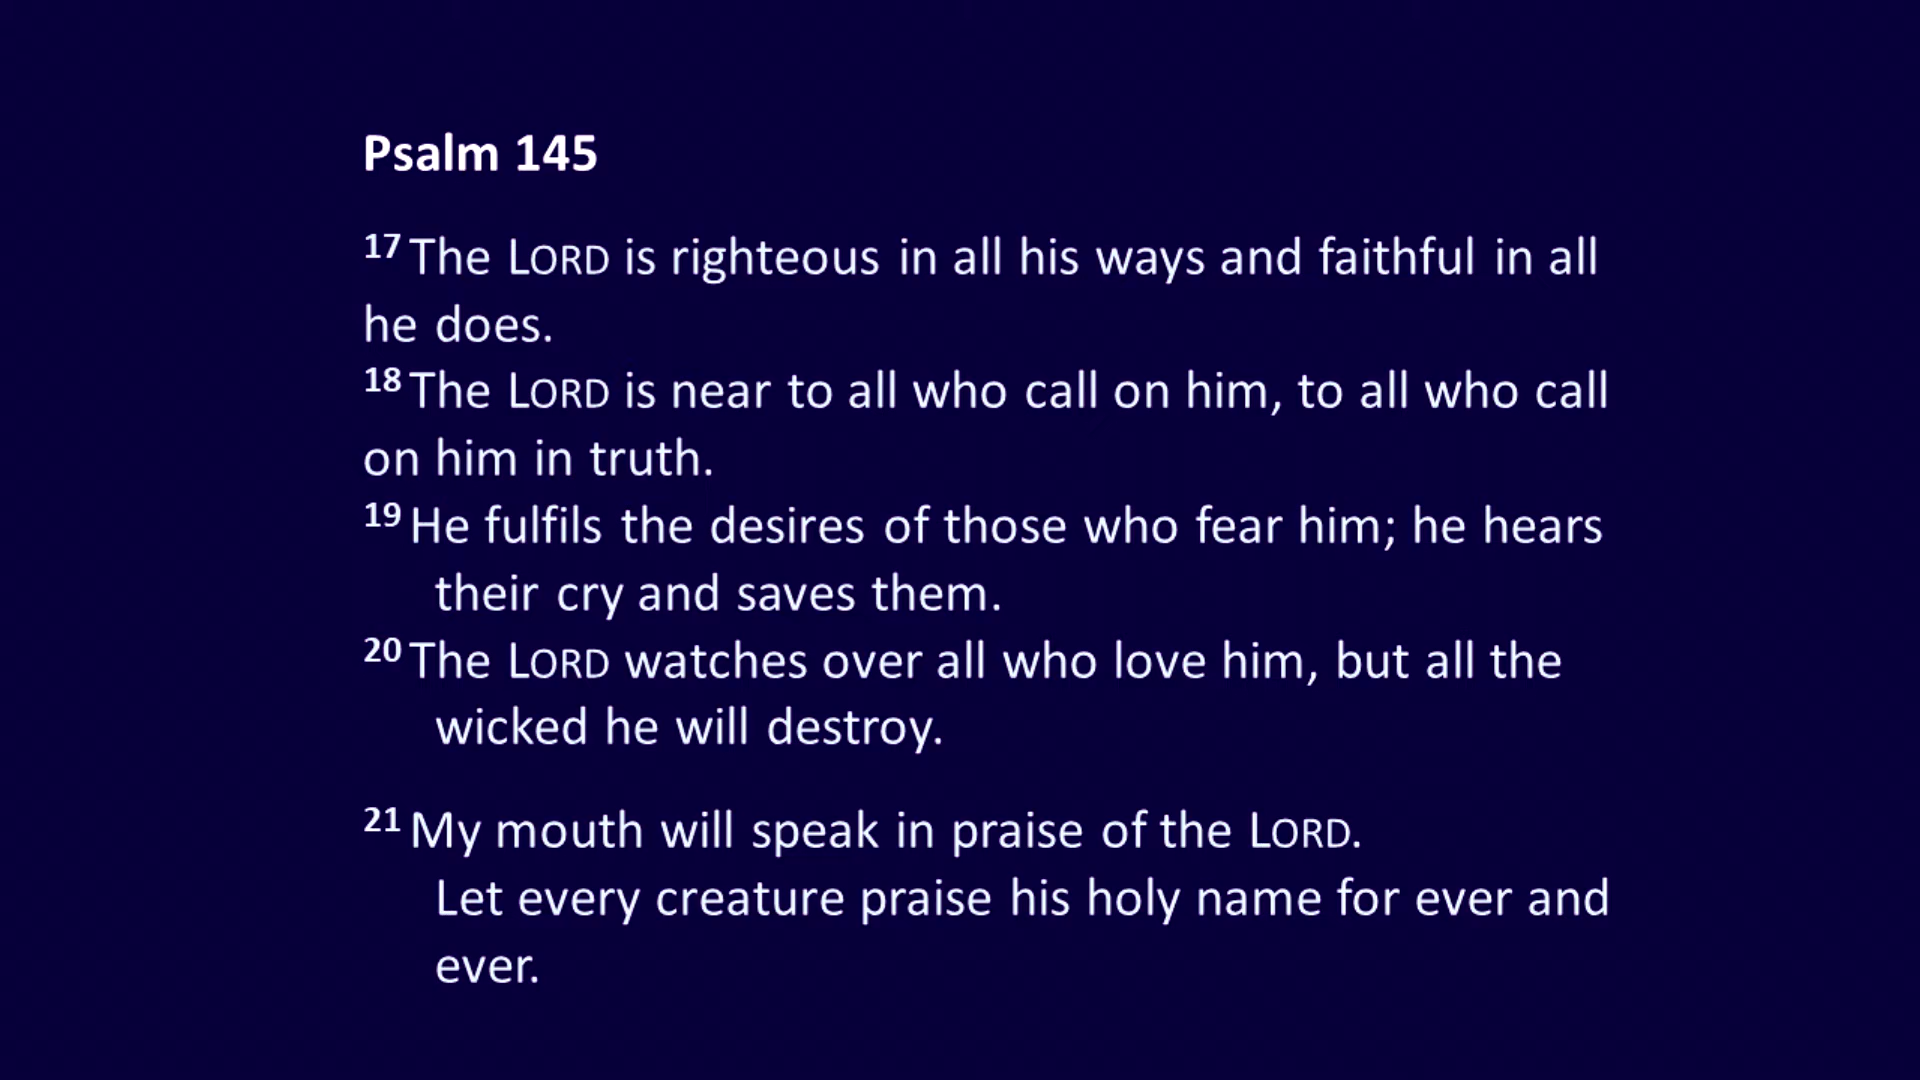 Psalm 145
17 The LORD is righteous in all his ways and faithful in all
he does.
18 The LORD is near to all who call on him, to all who call
on him in truth.
19 He fulfils the desires of those who fear him; he hears
their cry and saves them.
20 The LORD watches over all who love him, but all the
wicked he will destroy.
21 My mouth will speak in praise of the LORD.
Let every creature praise his holy name for ever and
ever.